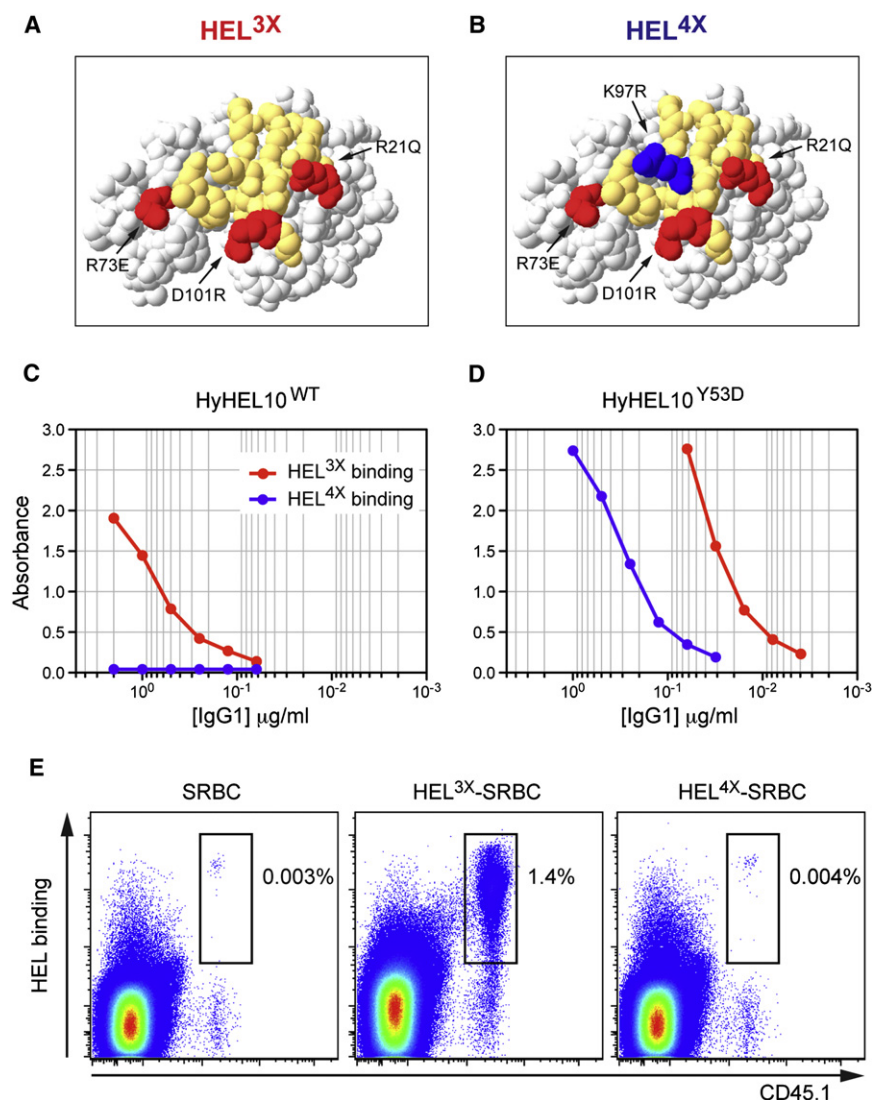 A
HEL3X
B
HEL4X
R21Q
R73E
D101R
K97R
R21Q
R73E
D101R
C
HyHEL10WT
3.0
2.5
2.0
1.5
1.0
0.5
0.0
Absorbance
HEL3X binding
HEL4X binding
100
10-1
10-2
10-3
[IgG1] μg/ml
D
HyHEL10Y53D
3.0
2.5
2.0
1.5
1.0
0.5
0.0
100
10-1
10-2
10-3
[IgG1] μg/ml
E
SRBC
HEL3X-SRBC
HEL4X-SRBC
0.003%
1.4%
0.004%
HEL binding
CD45.1